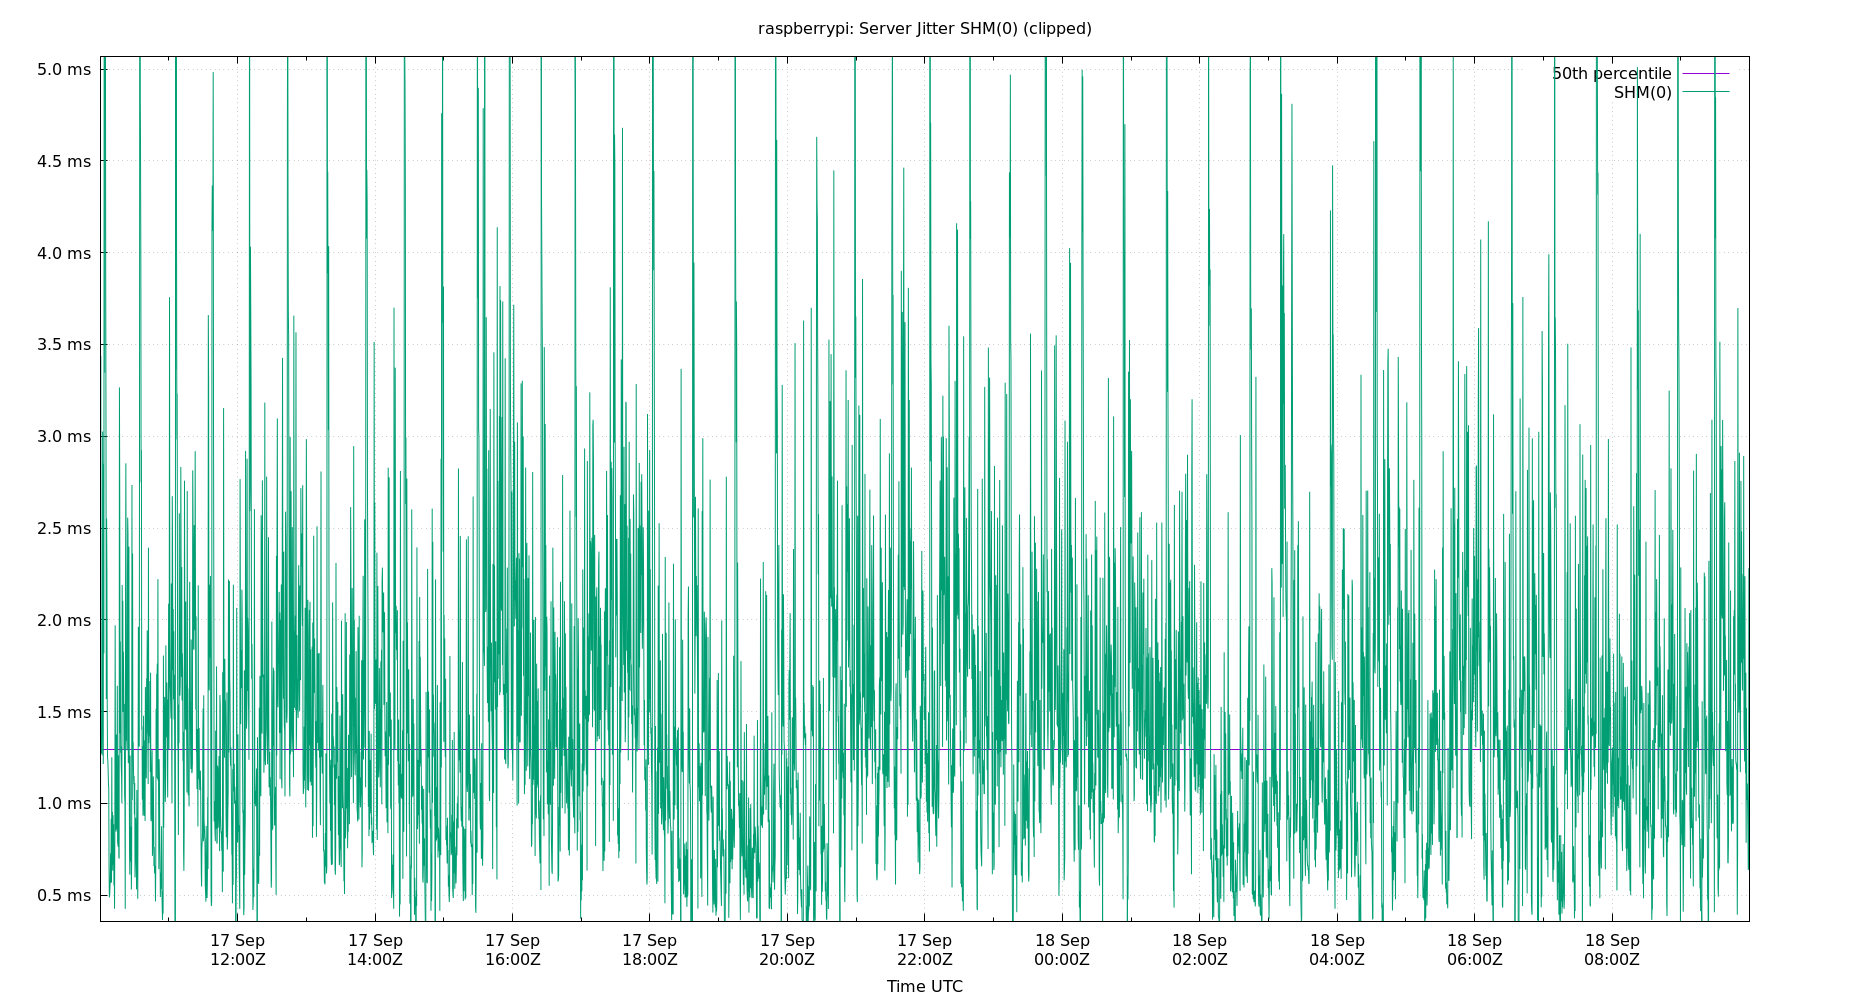 raspberrypi: Server Jitter SHM(0) (clipped)
5.0 ms
4.5 ms
4.0 ms
3.5 ms
3.0 ms
2.5 ms
2.0 ms
1.5 ms
1.0 ms
0.5 ms
50th percentile
SHM(0)
17 Sep 17 Sep 17 Sep 17 Sep 17 Sep 17 Sep 18 Sep 18 Sep 18 Sep 18 Sep 18 Sep
12:00Z 14:00Z 16:00Z 18:00Z 20:00Z 22:00Z 00:00Z 02:00Z 04:00Z 06:00Z 08:00Z
Time UTC